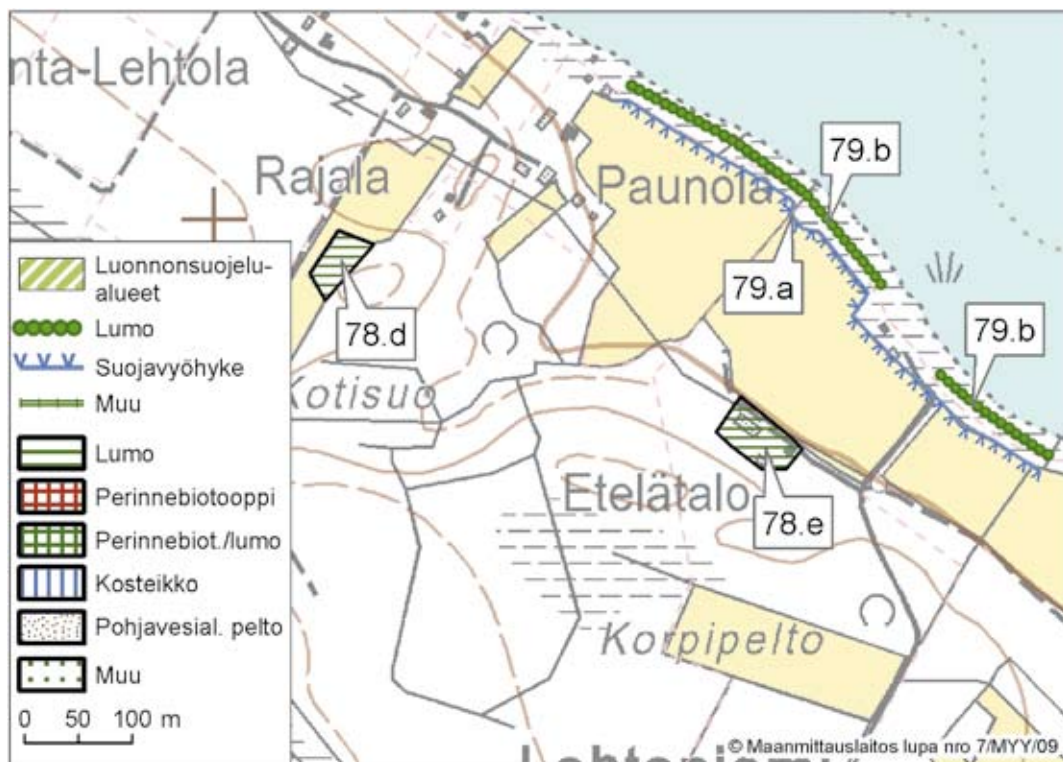 nta-Lehtola
Rajala
Paunola
79.b
79.a
78.d
79.b
Kotisuo
Etelätalo
78.e
Korpipelto
Luonnonsuojelu-
alueet
Lumo
Suojavyöhyke
Muu
Lumo
Perinnebiotooppi
Perinnebiot./lumo
Kosteikko
Pohjavesial. pelto
Muu
0 50 100 m
© Maanmittauslaitos lupa nro 7/MYY/09